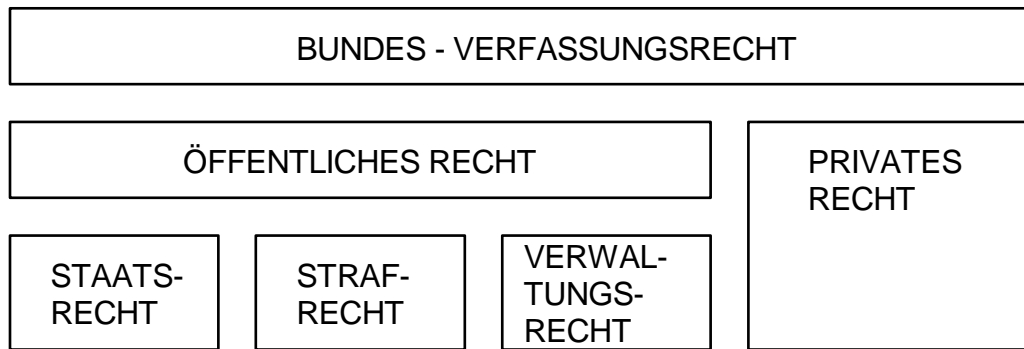 BUNDES - VERFASSUNGSRECHT
ÖFFENTLICHES RECHT
PRIVATES
RECHT
STAATS-
RECHT
STRAF-
RECHT
VERWAL-
TUNGS-
RECHT